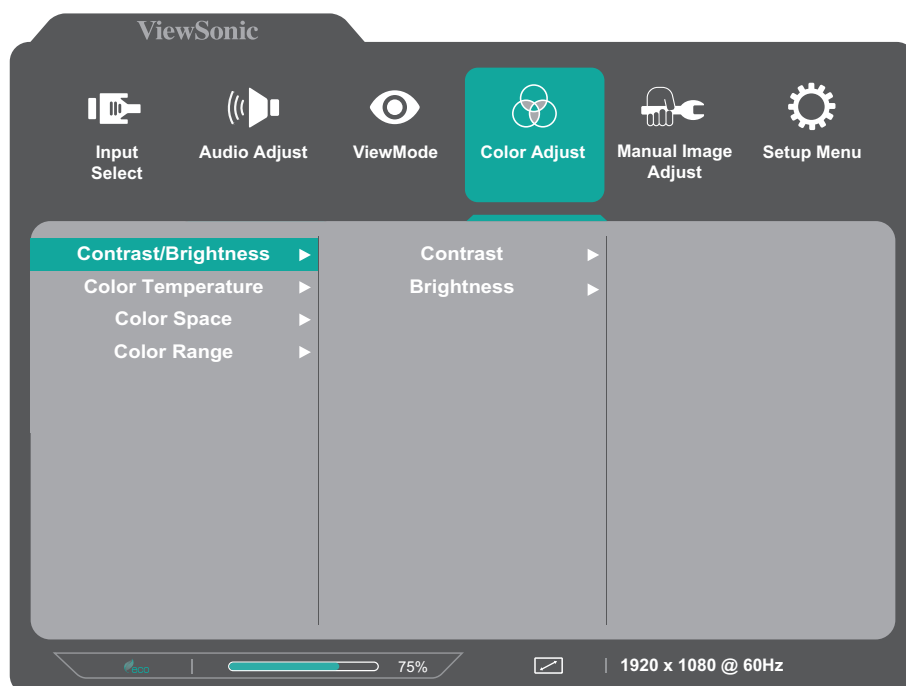 ViewSonic
Input
Select
Audio Adjust
ViewMode
Color Adjust
Manual Image
Adjust
Setup Menu
Contrast/Brightness
Color Temperature
Color Space
Color Range
Contrast
Brightness
eco
75%
1920 x 1080 @ 60Hz